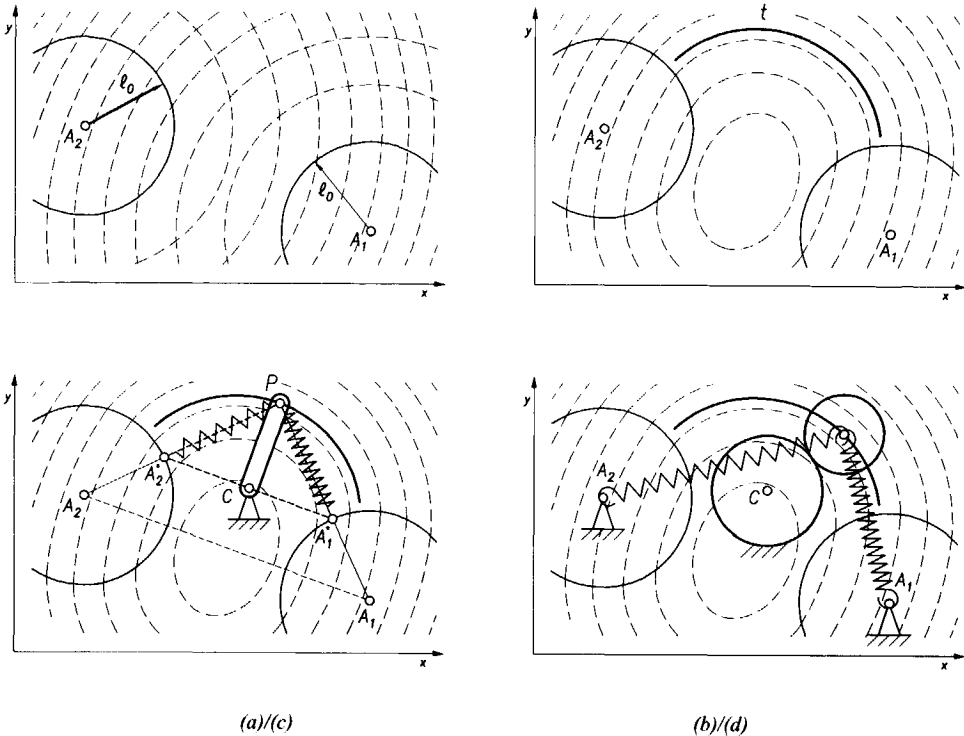 y
ℓ₀
A₂
ℓ₀
A₁
x
y
t
A₂
A₁
x
y
P
A₂*
C
A₂
A₁*
A₁
x
y
A₂
C
A₁
x
(a)/(c)
(b)/(d)